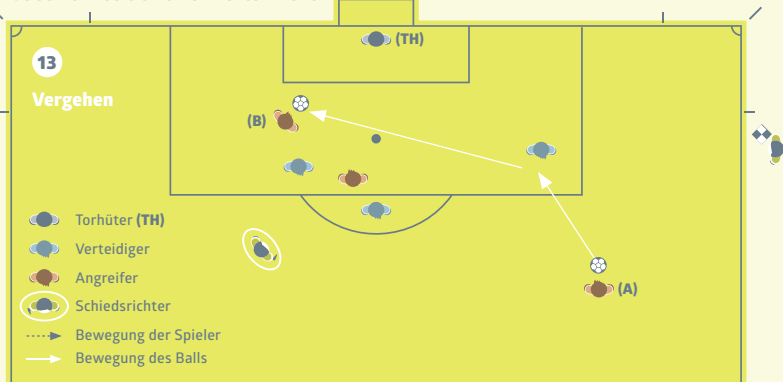 (TH)
13
Vergehen
(B)
Torhüter (TH)
Verteidiger
Angreifer
(A)
Schiedsrichter
Bewegung der Spieler
Bewegung des Balls